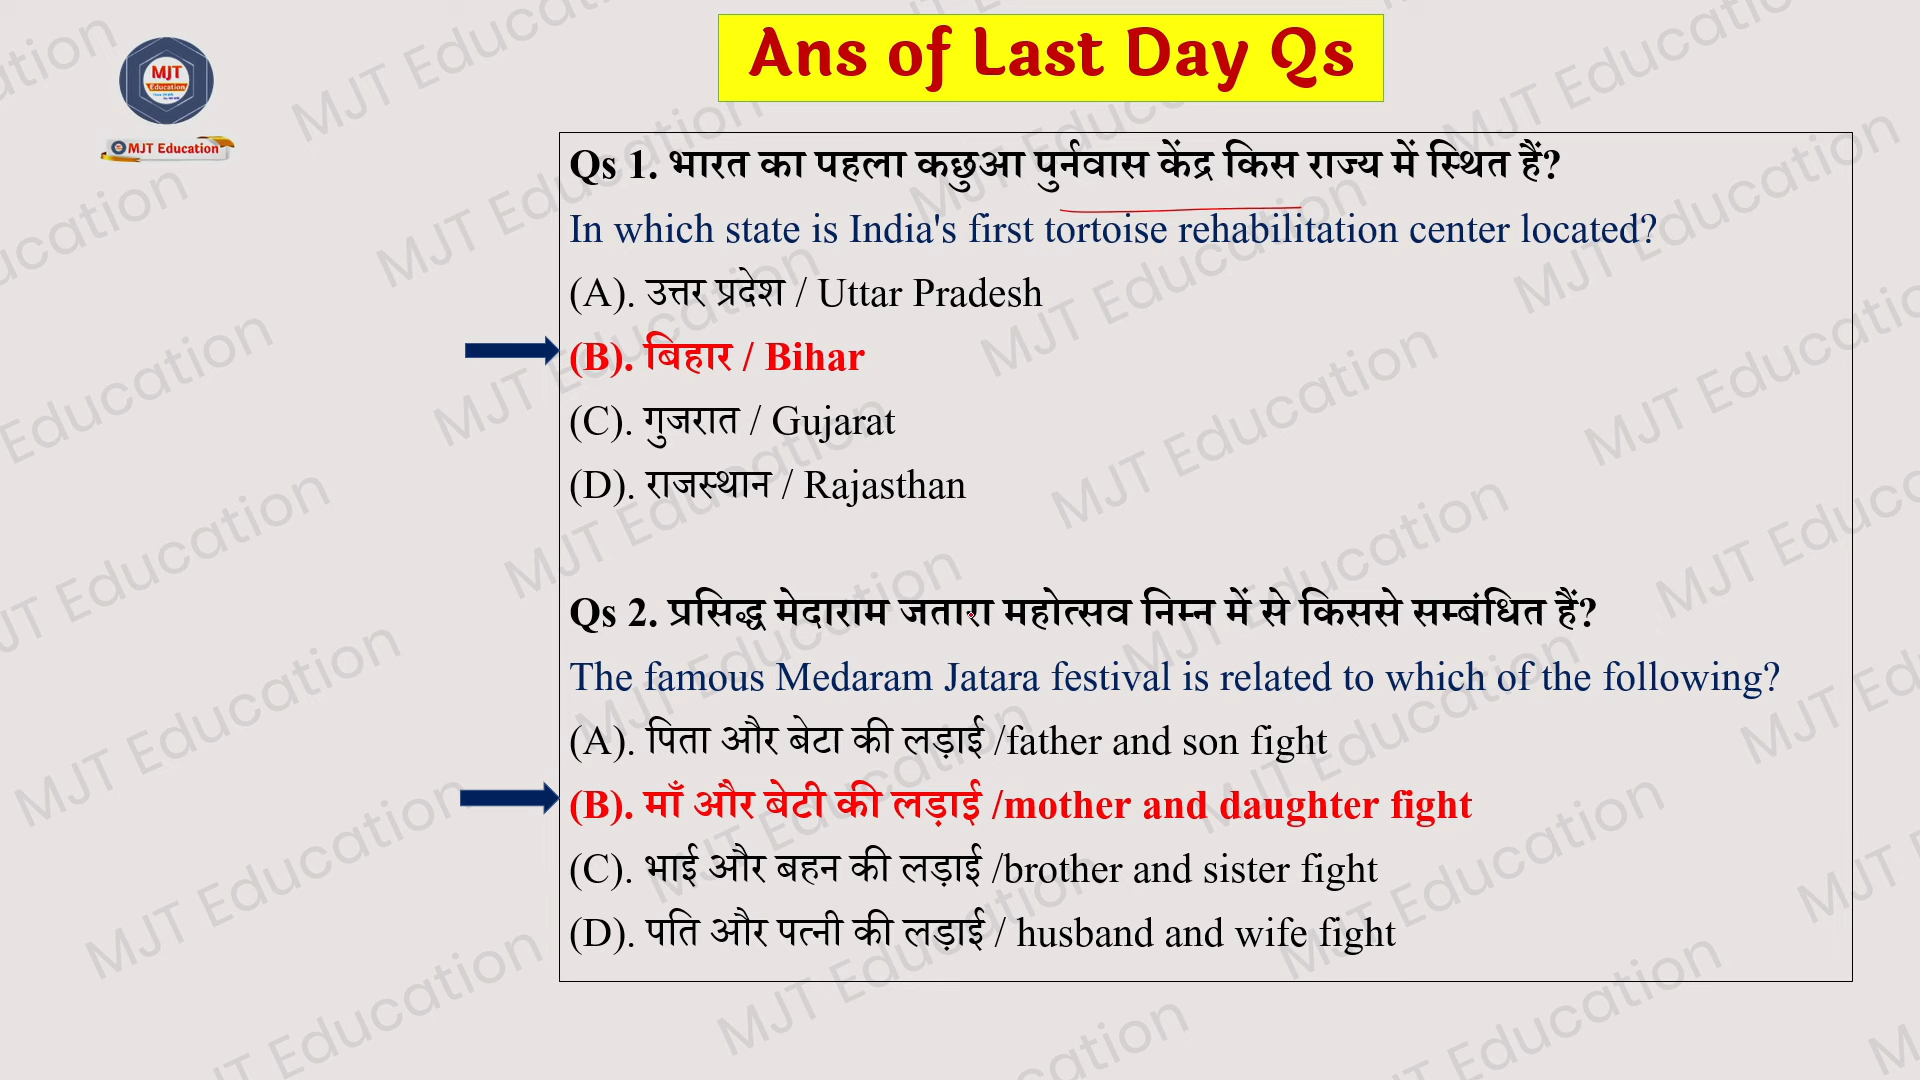 Ans of Last Day Qs
MJT
Education
MJT Education
Qs 1. भारत का पहला कछुआ पुर्नवास केंद्र किस राज्य में स्थित हैं?
In which state is India's first tortoise rehabilitation center located?
(A). उत्तर प्रदेश / Uttar Pradesh
(B). बिहार / Bihar
(C). गुजरात / Gujarat
(D). राजस्थान / Rajasthan
Qs 2. प्रसिद्ध मेदाराम जतारा महोत्सव निम्न में से किससे सम्बंधित हैं?
The famous Medaram Jatara festival is related to which of the following?
(A). पिता और बेटा की लड़ाई /father and son fight
(B). माँ और बेटी की लड़ाई /mother and daughter fight
(C). भाई और बहन की लड़ाई /brother and sister fight
(D). पति और पत्नी की लड़ाई / husband and wife fight